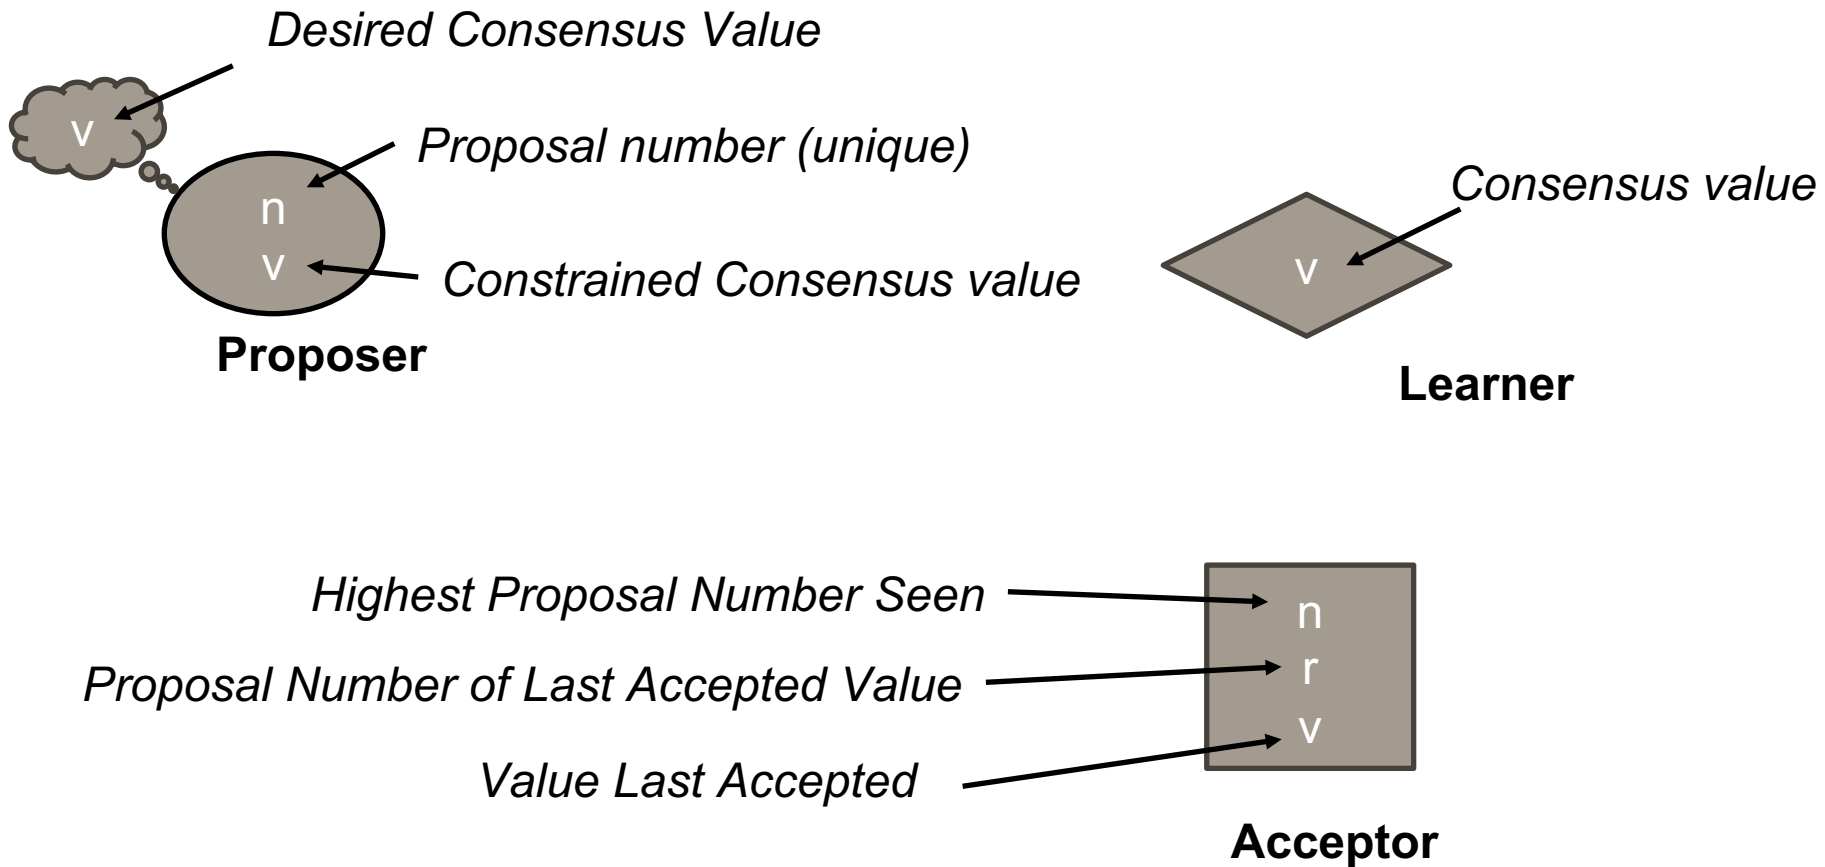 Desired Consensus Value
v
Proposal number (unique)
n
v
Constrained Consensus value
Proposer
Consensus value
v
Learner
Highest Proposal Number Seen
n
Proposal Number of Last Accepted Value
r
Value Last Accepted
v
Acceptor